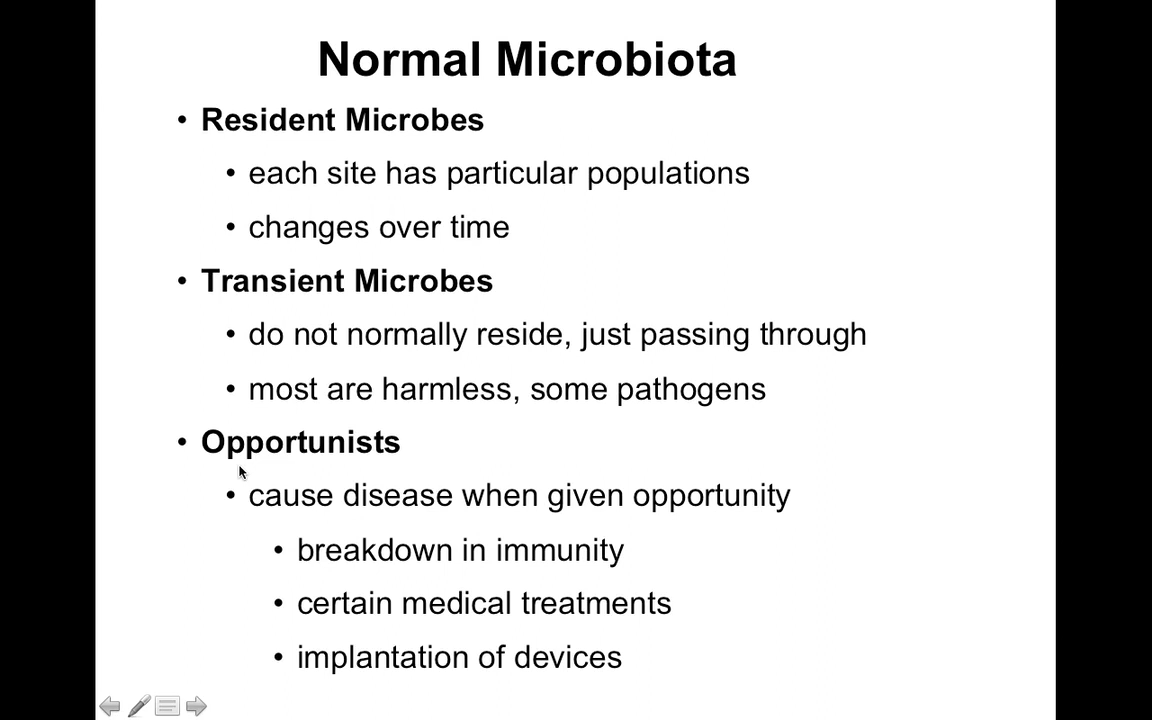 Normal Microbiota
• Resident Microbes
• each site has particular populations
• changes over time
• Transient Microbes
• do not normally reside, just passing through
• most are harmless, some pathogens
• Opportunists
• cause disease when given opportunity
• breakdown in immunity
• certain medical treatments
• implantation of devices